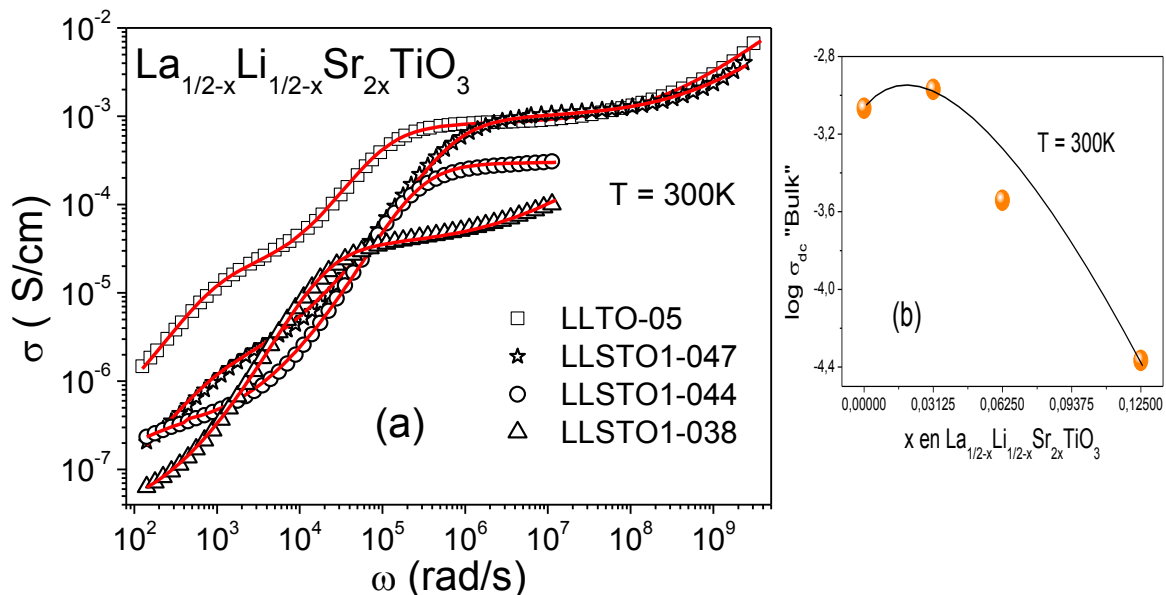 La1/2-xLi1/2-xSr2xTiO3
10^-2
10^-3
10^-4
10^-5
10^-6
10^-7
σ ( S/cm)
T = 300K
LLTO-05
LLSTO1-047
LLSTO1-044
LLSTO1-038
(a)
10^2 10^3 10^4 10^5 10^6 10^7 10^8 10^9
ω (rad/s)
-2,8
-3,2
-3,6
-4,0
-4,4
log σdc "Bulk"
T = 300K
(b)
0,00000 0,03125 0,06250 0,09375 0,12500
x en La1/2-xLi1/2-xSr2xTiO3